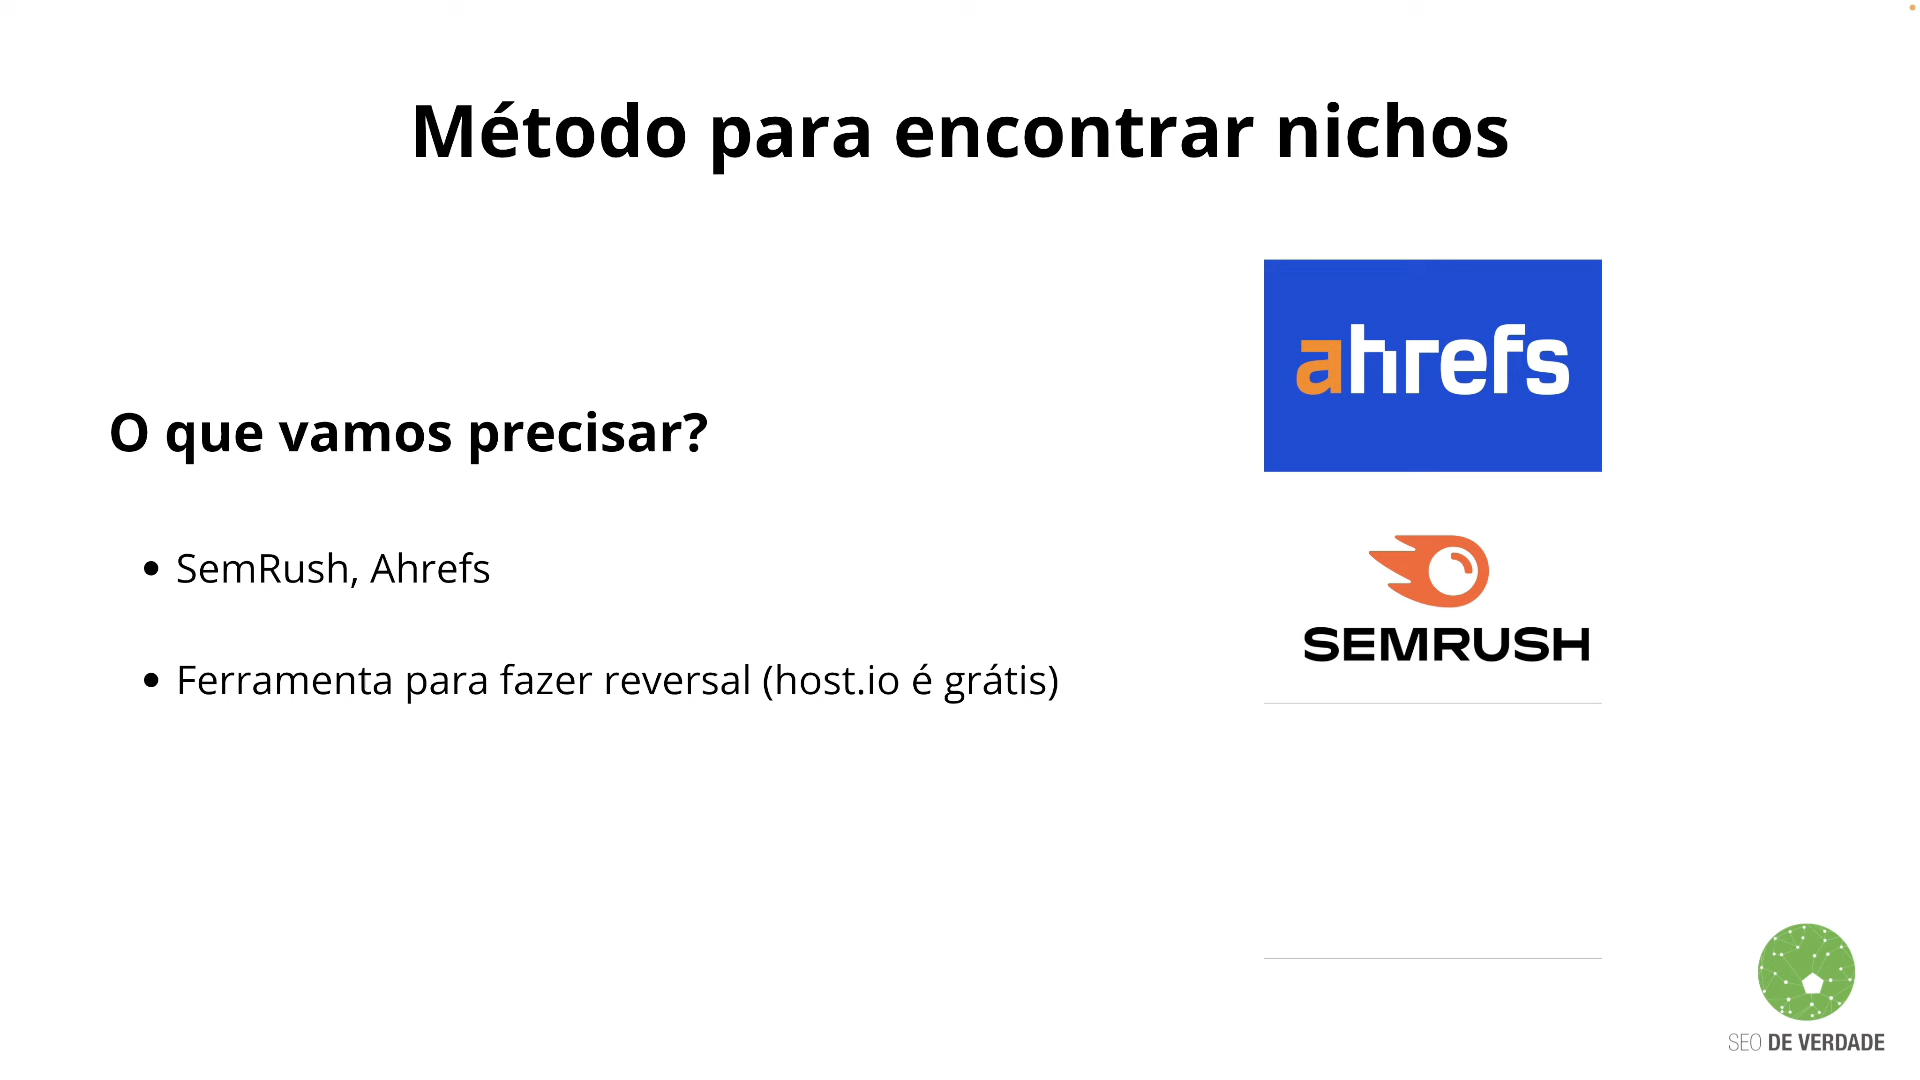 Método para encontrar nichos
O que vamos precisar?
SemRush, Ahrefs
Ferramenta para fazer reversal (host.io é grátis)
ahrefs
SEMRUSH
SEO DE VERDADE